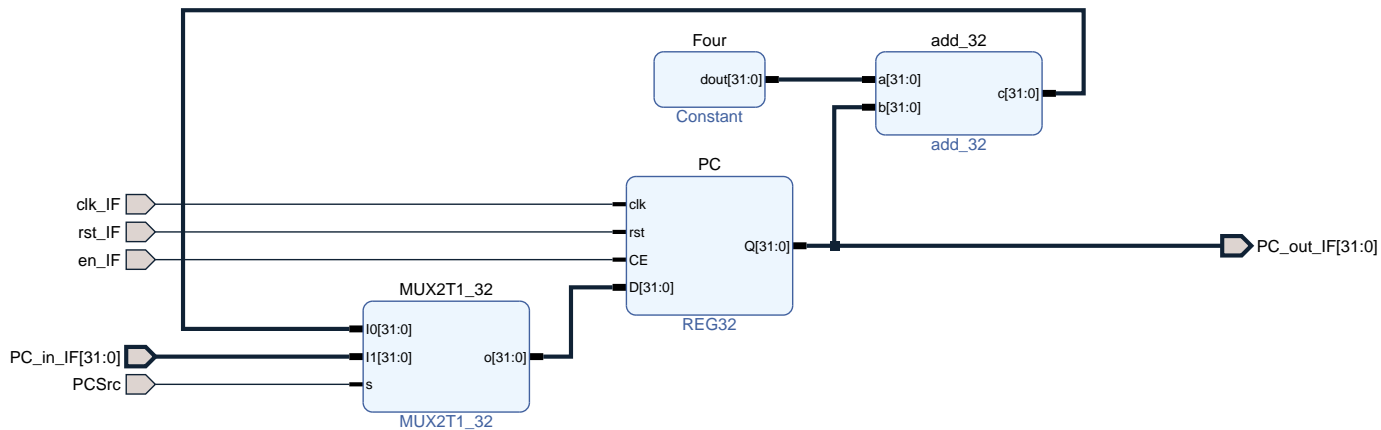 Four
dout[31:0]
Constant
add_32
a[31:0]
b[31:0]
c[31:0]
add_32
PC
clk_IF
clk
rst_IF
rst
en_IF
CE
D[31:0]
Q[31:0]
REG32
PC_out_IF[31:0]
MUX2T1_32
I0[31:0]
PC_in_IF[31:0]
I1[31:0]
o[31:0]
PCSrc
s
MUX2T1_32